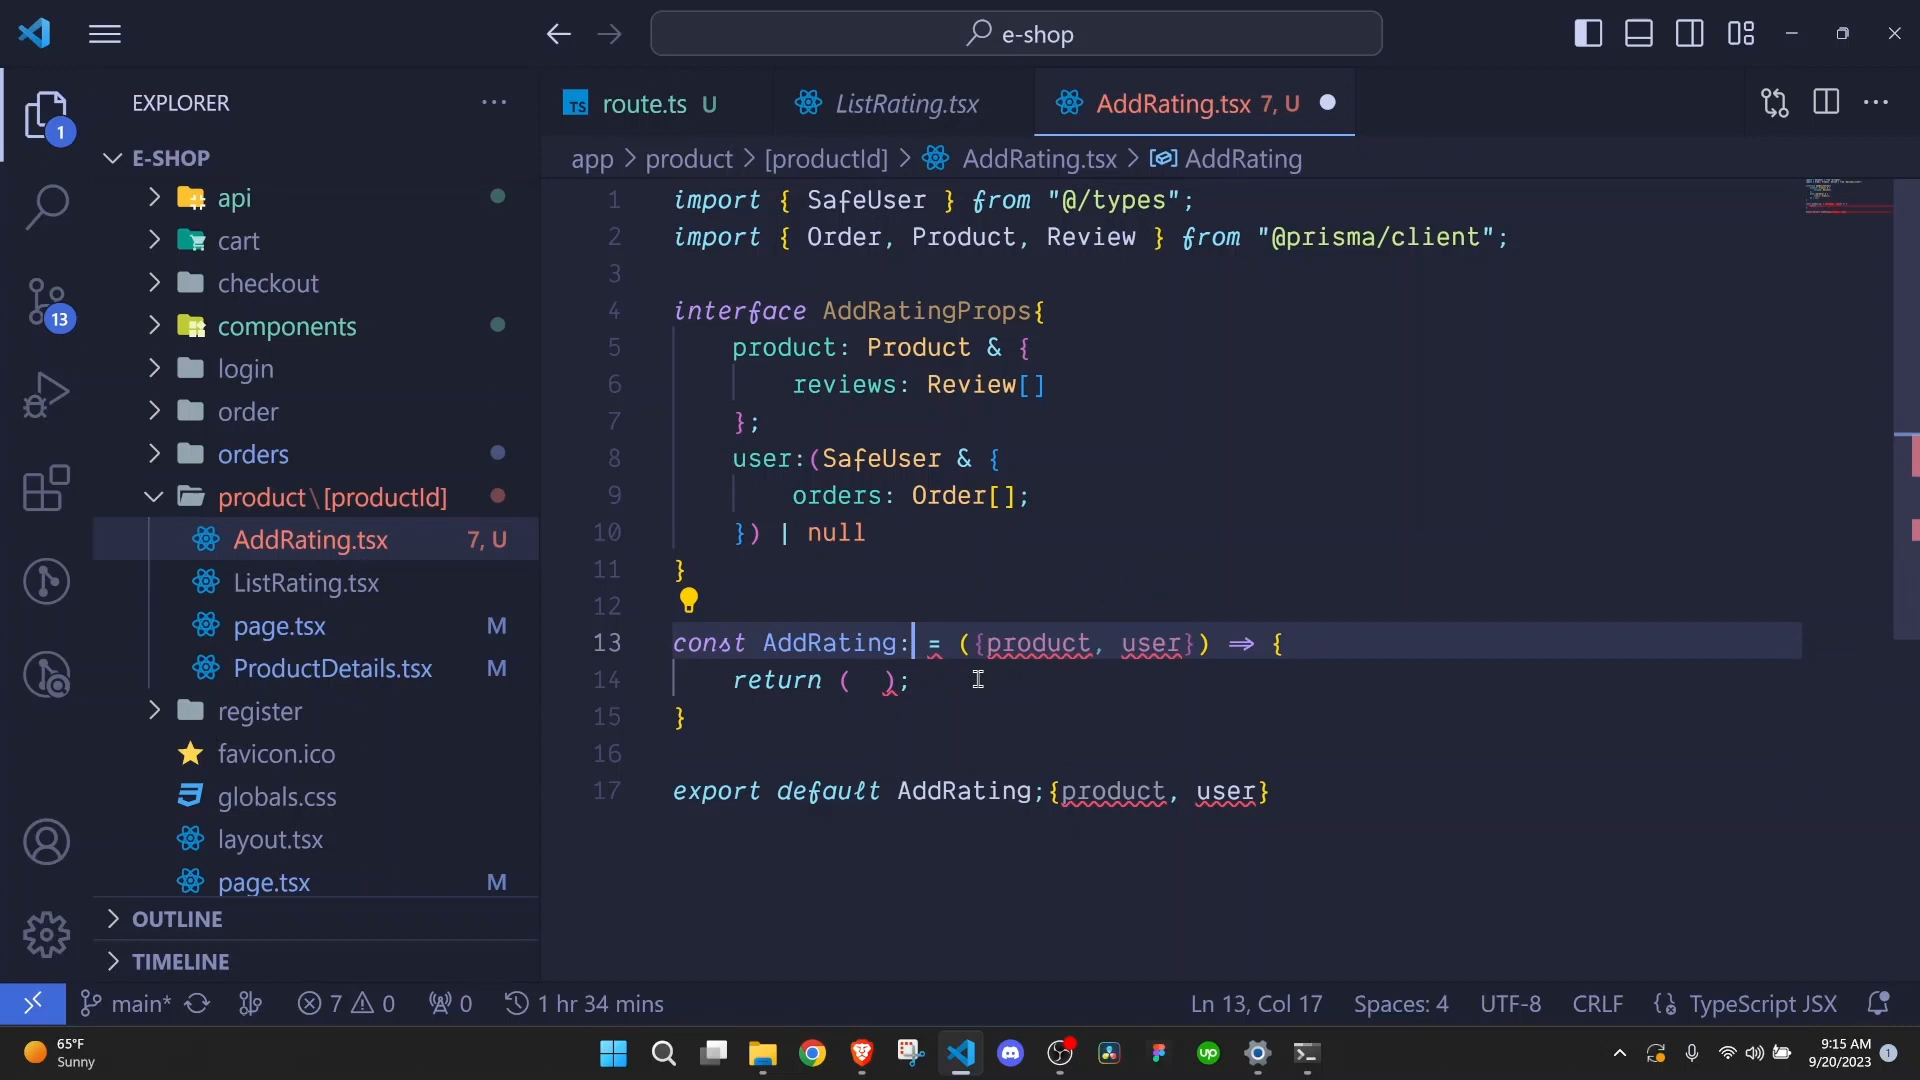 e-shop
EXPLORER
E-SHOP
api
cart
checkout
components
login
order
orders
product\[productId]
AddRating.tsx 7, U
ListRating.tsx
page.tsx M
ProductDetails.tsx M
register
favicon.ico
globals.css
layout.tsx
page.tsx M
OUTLINE
TIMELINE
1
13
TS route.ts U
ListRating.tsx
AddRating.tsx 7, U
app > product > [productId] > AddRating.tsx > AddRating
1 import { SafeUser } from "@/types";
2 import { Order, Product, Review } from "@prisma/client";
3
4 interface AddRatingProps{
5 product: Product & {
6 reviews: Review[]
7 };
8 user:(SafeUser & {
9 orders: Order[];
10 }) | null
11 }
12
13 const AddRating: = ({product, user}) => {
14 return (  );
15 }
16
17 export default AddRating;{product, user}
main* 7 0 0 1 hr 34 mins Ln 13, Col 17 Spaces: 4 UTF-8 CRLF TypeScript JSX
65°F
Sunny
up
9:15 AM
9/20/2023
1